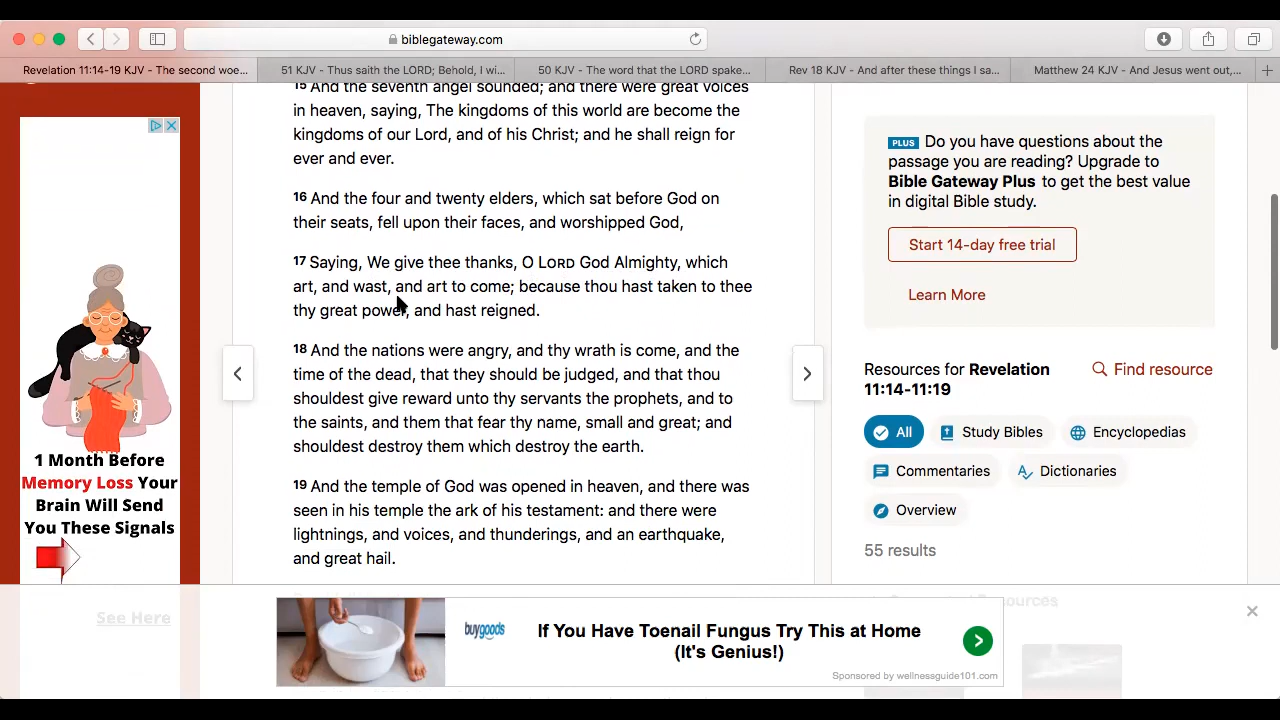 biblegateway.com
Revelation 11:14-19 KJV - The second woe...
51 KJV - Thus saith the LORD; Behold, I wi...
50 KJV - The word that the LORD spake...
Rev 18 KJV - And after these things I sa...
Matthew 24 KJV - And Jesus went out,...
15 And the seventh angel sounded; and there were great voices
in heaven, saying, The kingdoms of this world are become the
kingdoms of our Lord, and of his Christ; and he shall reign for
ever and ever.
16 And the four and twenty elders, which sat before God on
their seats, fell upon their faces, and worshipped God,
17 Saying, We give thee thanks, O LORD God Almighty, which
art, and wast, and art to come; because thou hast taken to thee
thy great power, and hast reigned.
18 And the nations were angry, and thy wrath is come, and the
time of the dead, that they should be judged, and that thou
shouldest give reward unto thy servants the prophets, and to
the saints, and them that fear thy name, small and great; and
shouldest destroy them which destroy the earth.
19 And the temple of God was opened in heaven, and there was
seen in his temple the ark of his testament: and there were
lightnings, and voices, and thunderings, and an earthquake,
and great hail.
1 Month Before
Memory Loss Your
Brain Will Send
You These Signals
See Here
PLUS Do you have questions about the
passage you are reading? Upgrade to
Bible Gateway Plus to get the best value
in digital Bible study.
Start 14-day free trial
Learn More
Resources for Revelation
11:14-11:19
Find resource
All
Study Bibles
Encyclopedias
Commentaries
Dictionaries
Overview
55 results
buygoods
If You Have Toenail Fungus Try This at Home
(It's Genius!)
Sponsored by wellnessguide101.com